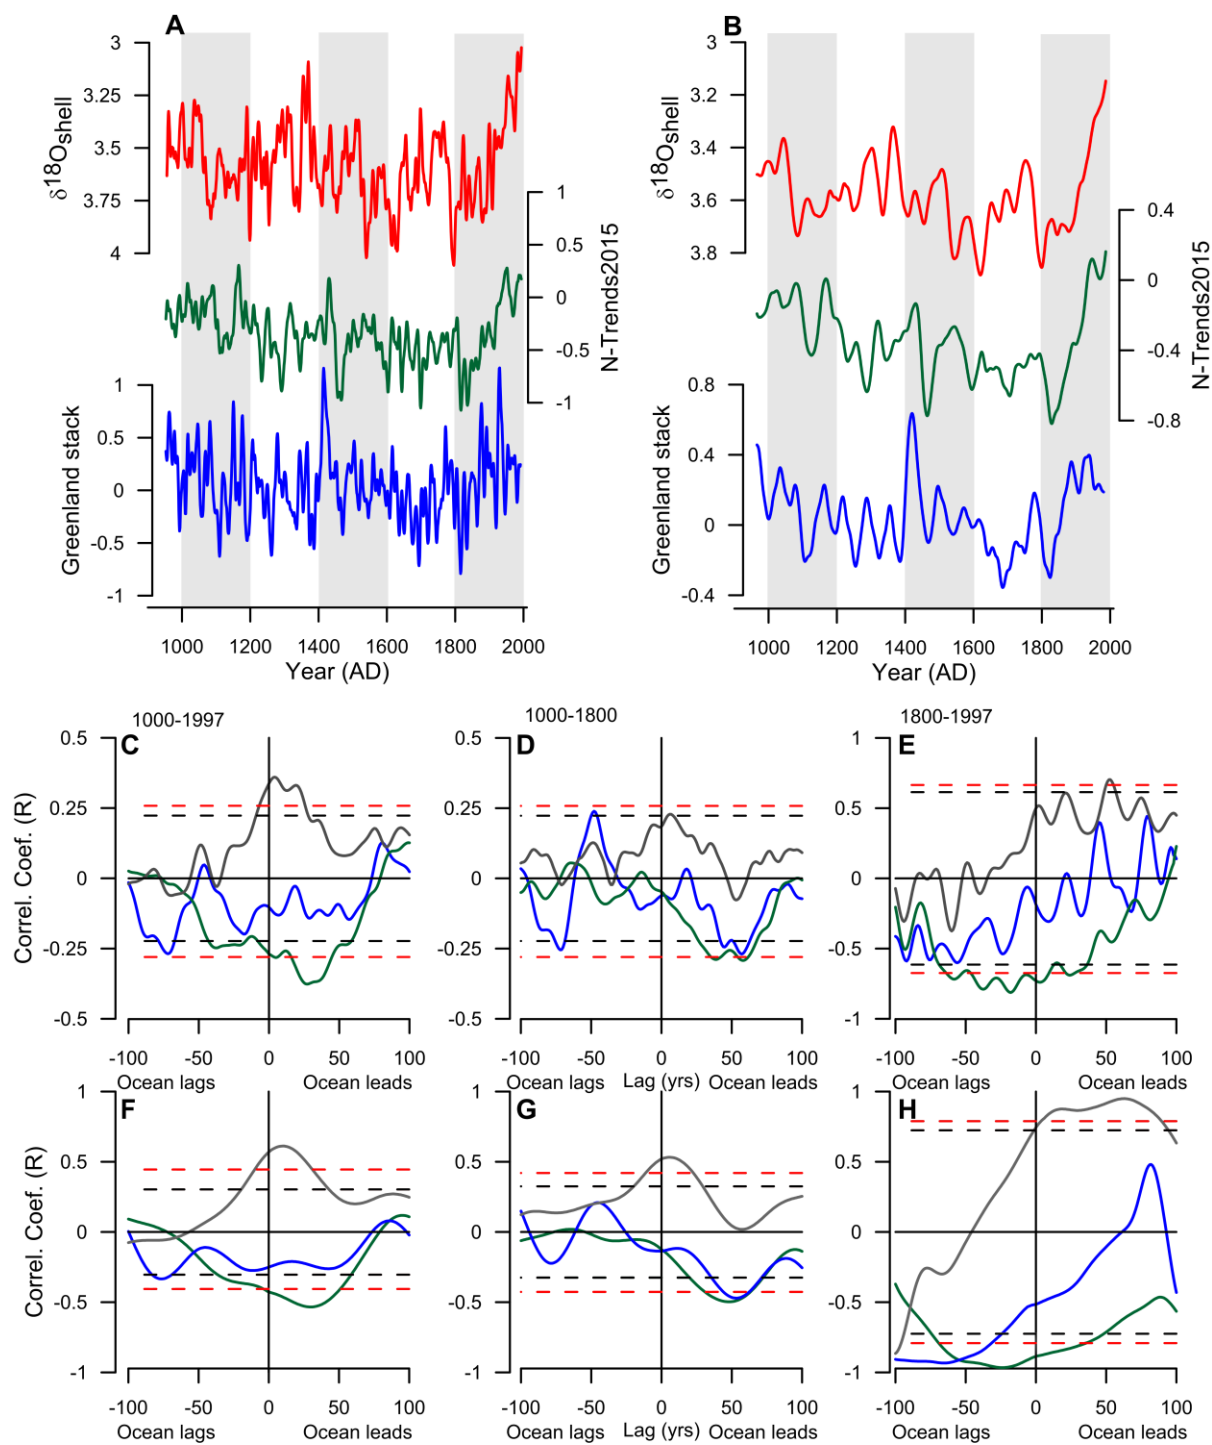 A
B
3
3.25
3.5
3.75
4
δ18Oshell
1
0.5
0
-0.5
-1
N-Trends2015
1
0.5
0
-0.5
-1
Greenland stack
1000 1200 1400 1600 1800 2000
Year (AD)
3
3.2
3.4
3.6
3.8
δ18Oshell
0.4
0
-0.4
-0.8
N-Trends2015
0.8
0.4
0
-0.4
Greenland stack
1000 1200 1400 1600 1800 2000
Year (AD)
1000-1997
C
0.5
0.25
0
-0.25
-0.5
Correl. Coef. (R)
-100 -50 0 50 100
Ocean lags Ocean leads
1000-1800
D
0.5
0.25
0
-0.25
-0.5
-100 -50 0 50 100
Ocean lags Lag (yrs) Ocean leads
1800-1997
E
1
0.5
0
-0.5
-1
-100 -50 0 50 100
Ocean lags Ocean leads
F
1
0.5
0
-0.5
-1
Correl. Coef. (R)
-100 -50 0 50 100
Ocean lags Ocean leads
G
1
0.5
0
-0.5
-1
-100 -50 0 50 100
Ocean lags Lag (yrs) Ocean leads
H
1
0.5
0
-0.5
-1
-100 -50 0 50 100
Ocean lags Ocean leads